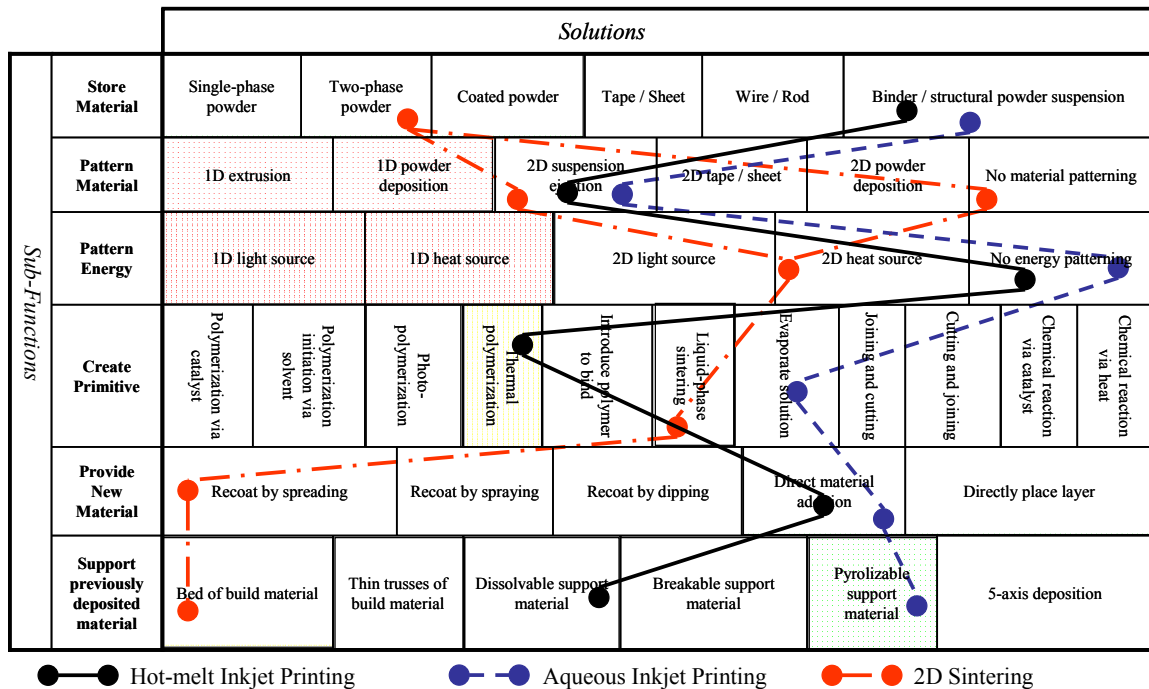 Solutions
Sub-Functions
Store
Material
Single-phase
powder
Two-phase
powder
Coated powder
Tape / Sheet
Wire / Rod
Binder / structural powder suspension
Pattern
Material
1D extrusion
1D powder
deposition
2D suspension
ejection
2D tape / sheet
2D powder
deposition
No material patterning
Pattern
Energy
1D light source
1D heat source
2D light source
2D heat source
No energy patterning
Create
Primitive
Polymerization via
catalyst
Polymerization
initiation via
solvent
Photo-
polymerization
Thermal
polymerization
Introduce polymer
to bind
Liquid-phase
sintering
Evaporate solution
Joining and cutting
Cutting and joining
Chemical reaction
via catalyst
Chemical reaction
via heat
Provide
New
Material
Recoat by spreading
Recoat by spraying
Recoat by dipping
Direct material
addition
Directly place layer
Support
previously
deposited
material
Bed of build material
Thin trusses of
build material
Dissolvable support
material
Breakable support
material
Pyrolizable
support
material
5-axis deposition
Hot-melt Inkjet Printing
Aqueous Inkjet Printing
2D Sintering